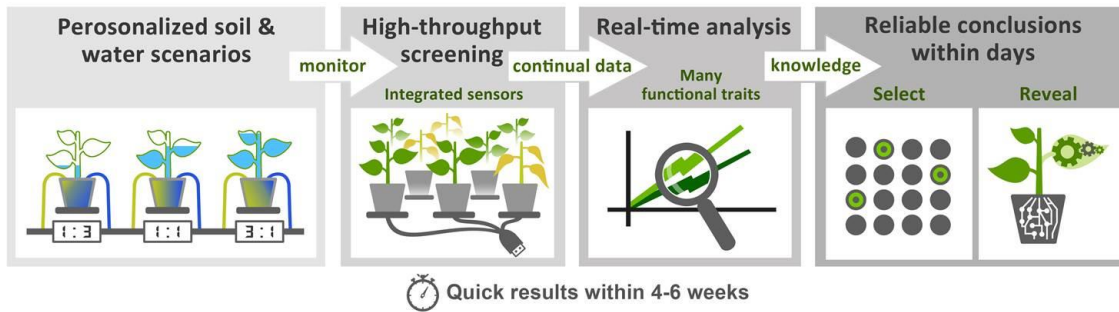 Perosonalized soil &
water scenarios
monitor
1:3
1:1
3:1
High-throughput
screening
continual data
Integrated sensors
Real-time analysis
knowledge
Many
functional traits
Reliable conclusions
within days
Select
Reveal
Quick results within 4-6 weeks